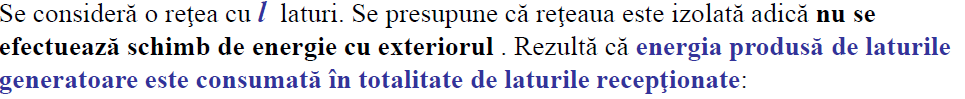 Se consideră o reţea cu l laturi. Se presupune că reţeaua este izolată adică nu se
efectuează schimb de energie cu exteriorul . Rezultă că energia produsă de laturile
generatoare este consumată în totalitate de laturile recepţionate: